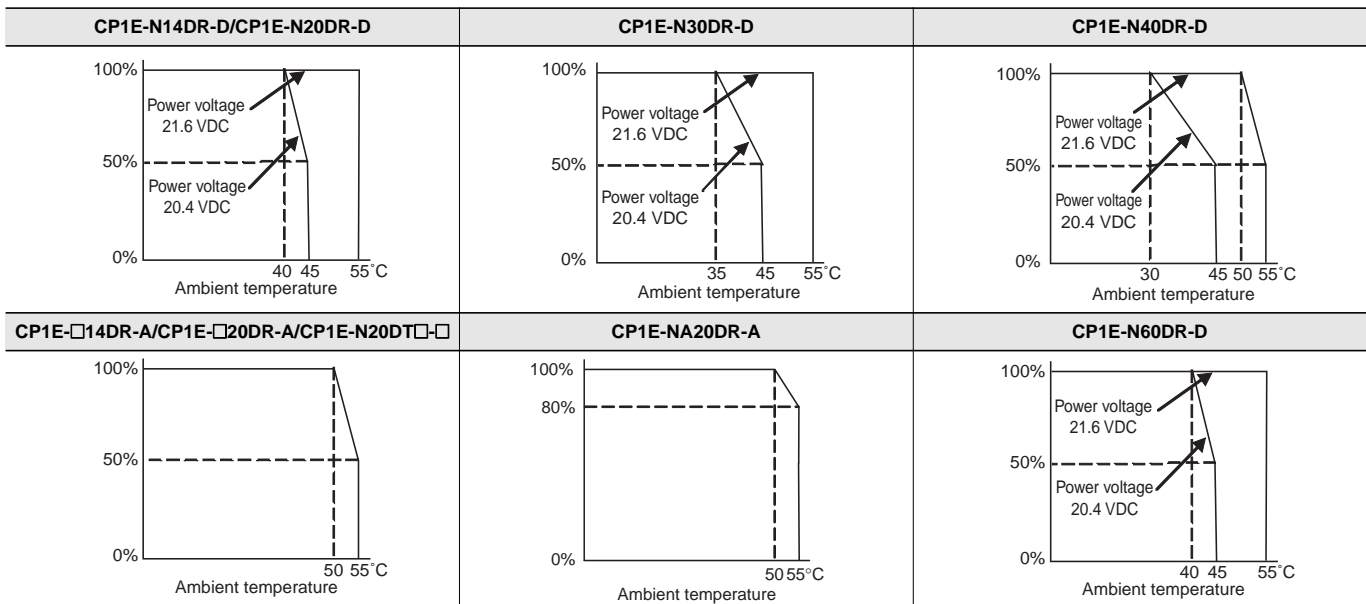 CP1E-N14DR-D/CP1E-N20DR-D
100%
Power voltage
21.6 VDC
50%
Power voltage
20.4 VDC
0%
40 45 55˚C
Ambient temperature
CP1E-N30DR-D
100%
Power voltage
21.6 VDC
50%
Power voltage
20.4 VDC
0%
35 45 55˚C
Ambient temperature
CP1E-N40DR-D
100%
Power voltage
21.6 VDC
50%
Power voltage
20.4 VDC
0%
30 45 50 55˚C
Ambient temperature
CP1E-□14DR-A/CP1E-□20DR-A/CP1E-N20DT□-□
100%
50%
0%
50 55˚C
Ambient temperature
CP1E-NA20DR-A
100%
80%
0%
50 55°C
Ambient temperature
CP1E-N60DR-D
100%
Power voltage
21.6 VDC
50%
Power voltage
20.4 VDC
0%
40 45 55˚C
Ambient temperature